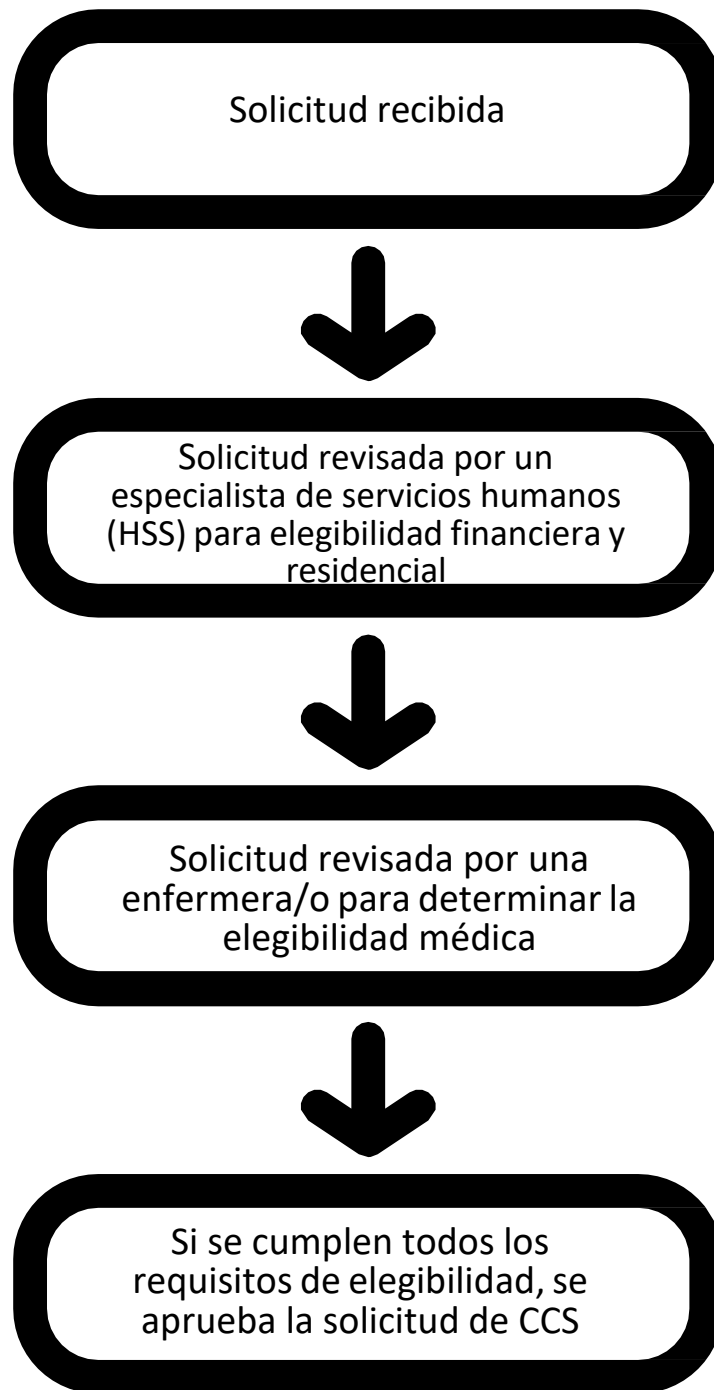 Solicitud recibida
Solicitud revisada por un
especialista de servicios humanos
(HSS) para elegibilidad financiera y
residencial
Solicitud revisada por una
enfermera/o para determinar la
elegibilidad médica
Si se cumplen todos los
requisitos de elegibilidad, se
aprueba la solicitud de CCS